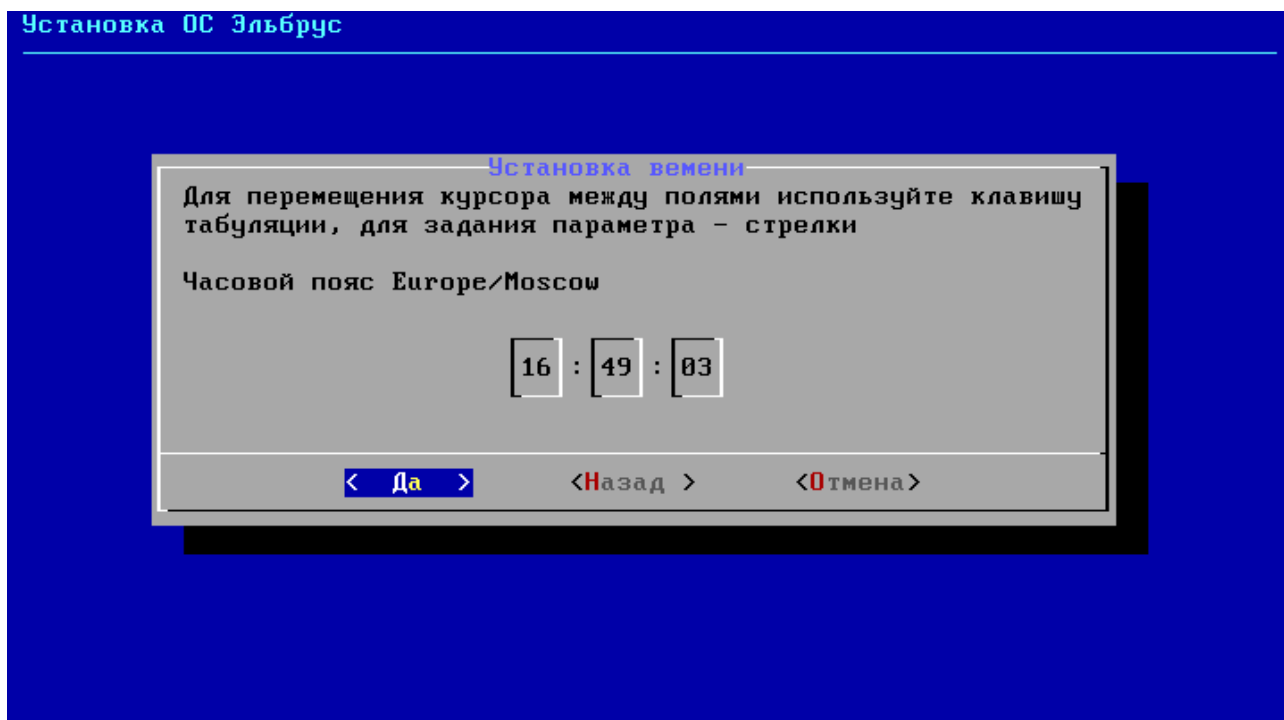 Установка ОС Эльбрус
Установка вемени
Для перемещения курсора между полями используйте клавишу
табуляции, для задания параметра – стрелки
Часовой пояс Europe/Moscow
16 : 49 : 03
< Да > <Назад > <Отмена>